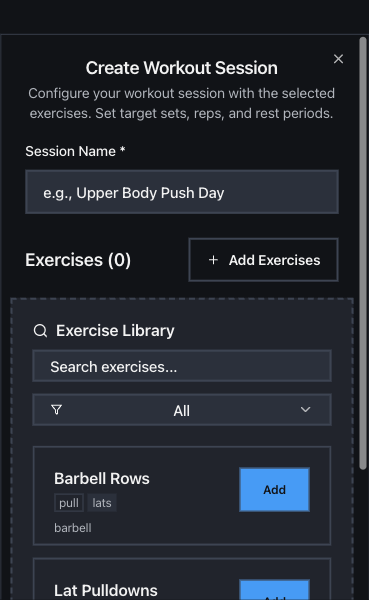 Create Workout Session
Configure your workout session with the selected
exercises. Set target sets, reps, and rest periods.
Session Name *
e.g., Upper Body Push Day
Exercises (0)
+ Add Exercises
Exercise Library
Search exercises...
All
Barbell Rows
Add
pull lats
barbell
Lat Pulldowns
Add